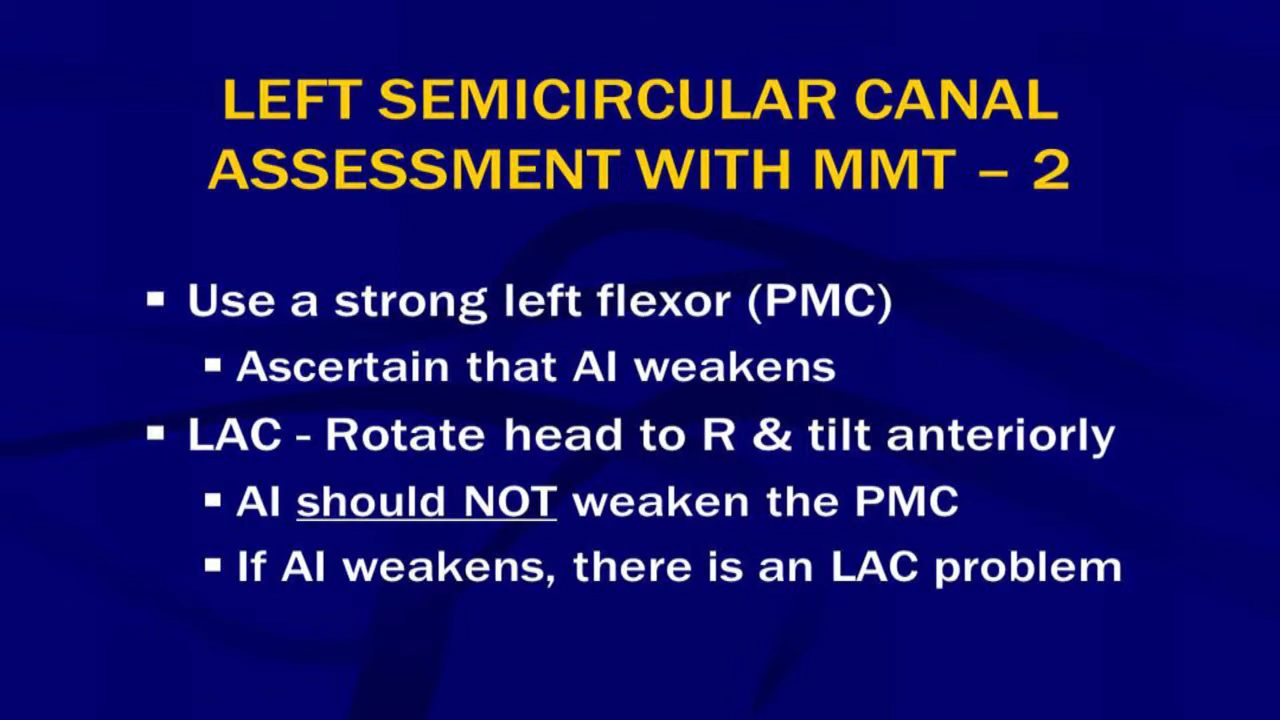 LEFT SEMICIRCULAR CANAL
ASSESSMENT WITH MMT – 2
▪ Use a strong left flexor (PMC)
▪ Ascertain that AI weakens
▪ LAC - Rotate head to R & tilt anteriorly
▪ AI should NOT weaken the PMC
▪ If AI weakens, there is an LAC problem